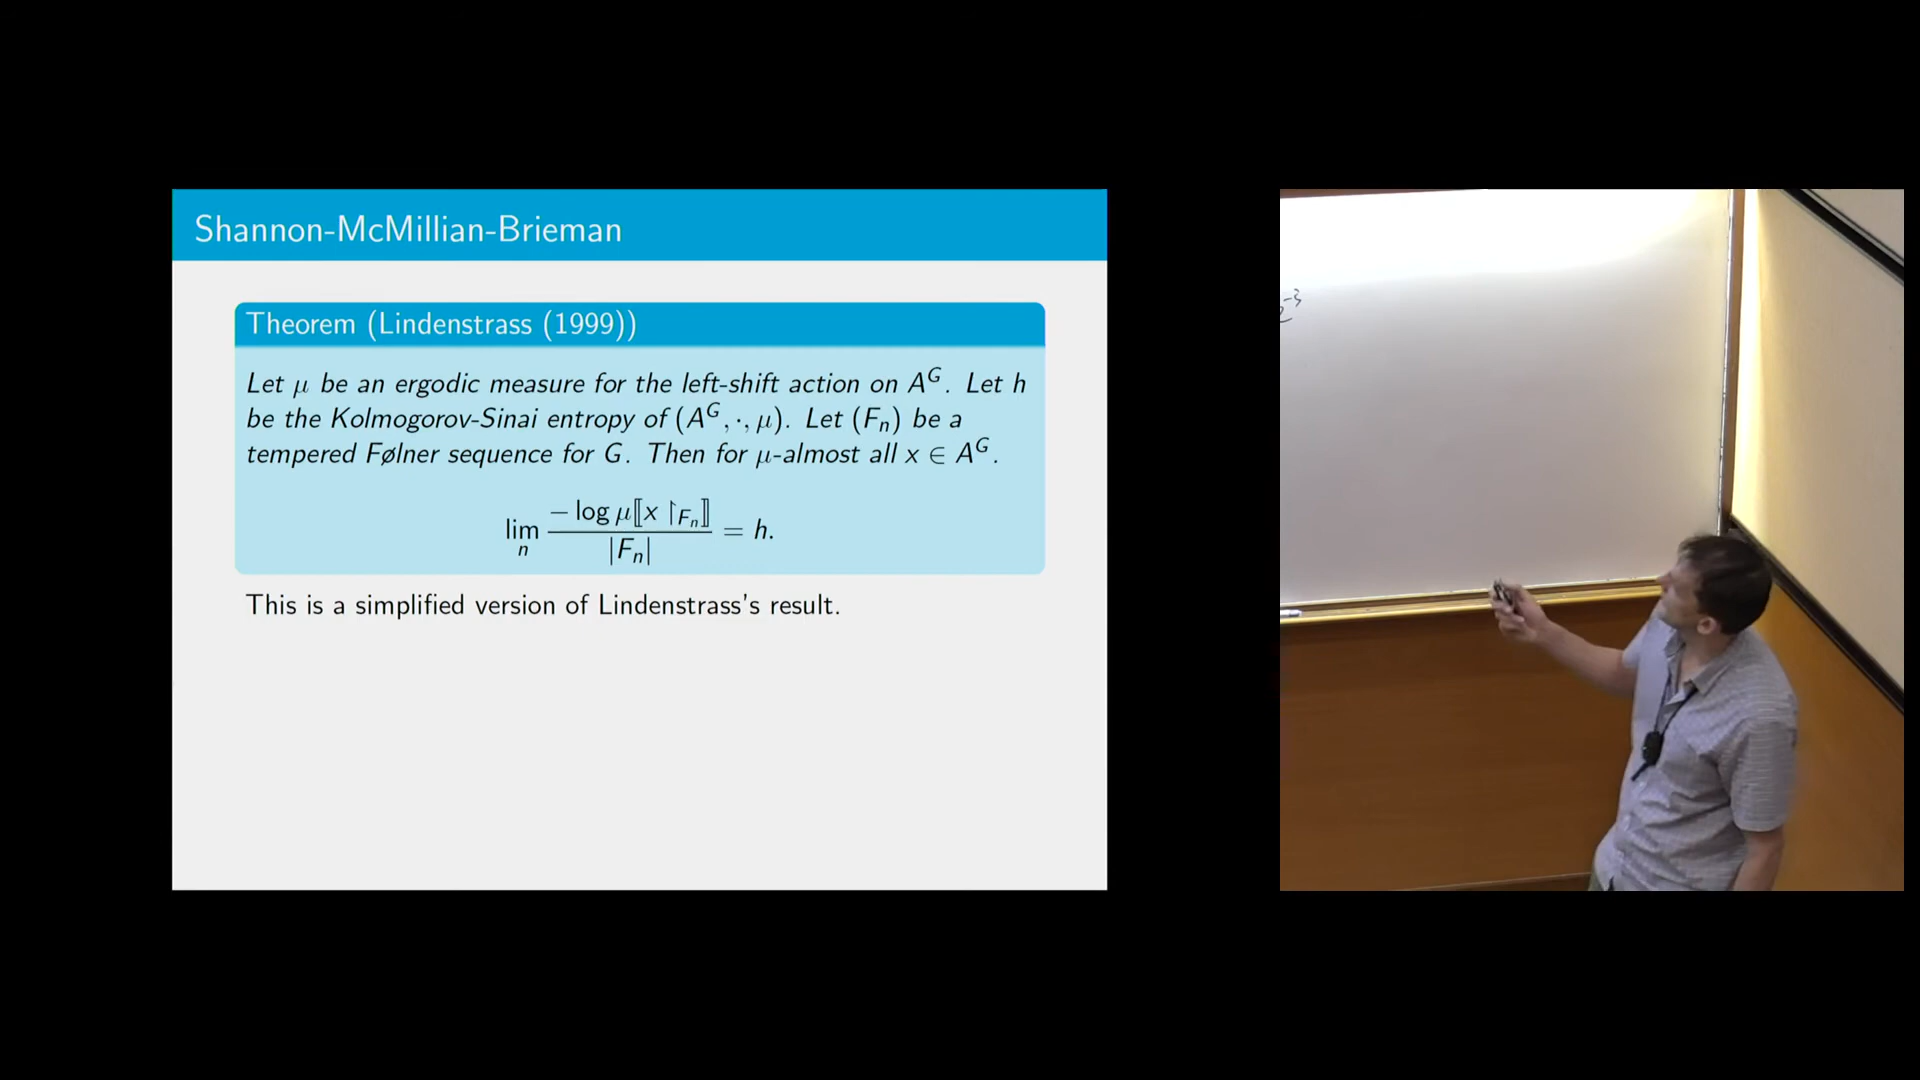 Shannon-McMillian-Brieman
Theorem (Lindenstrass (1999))
Let μ be an ergodic measure for the left-shift action on A^G. Let h
be the Kolmogorov-Sinai entropy of (A^G, ·, μ). Let (F_n) be a
tempered Følner sequence for G. Then for μ-almost all x ∈ A^G.
lim_n (− log μ⟦x ↾_{F_n}⟧) / |F_n| = h.
This is a simplified version of Lindenstrass's result.